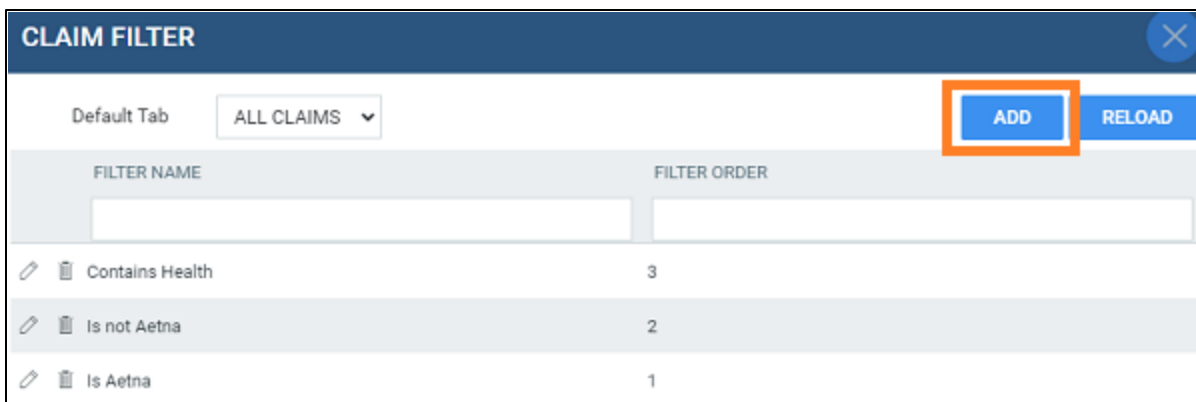 CLAIM FILTER
Default Tab ALL CLAIMS ADD RELOAD
FILTER NAME FILTER ORDER
Contains Health 3
Is not Aetna 2
Is Aetna 1